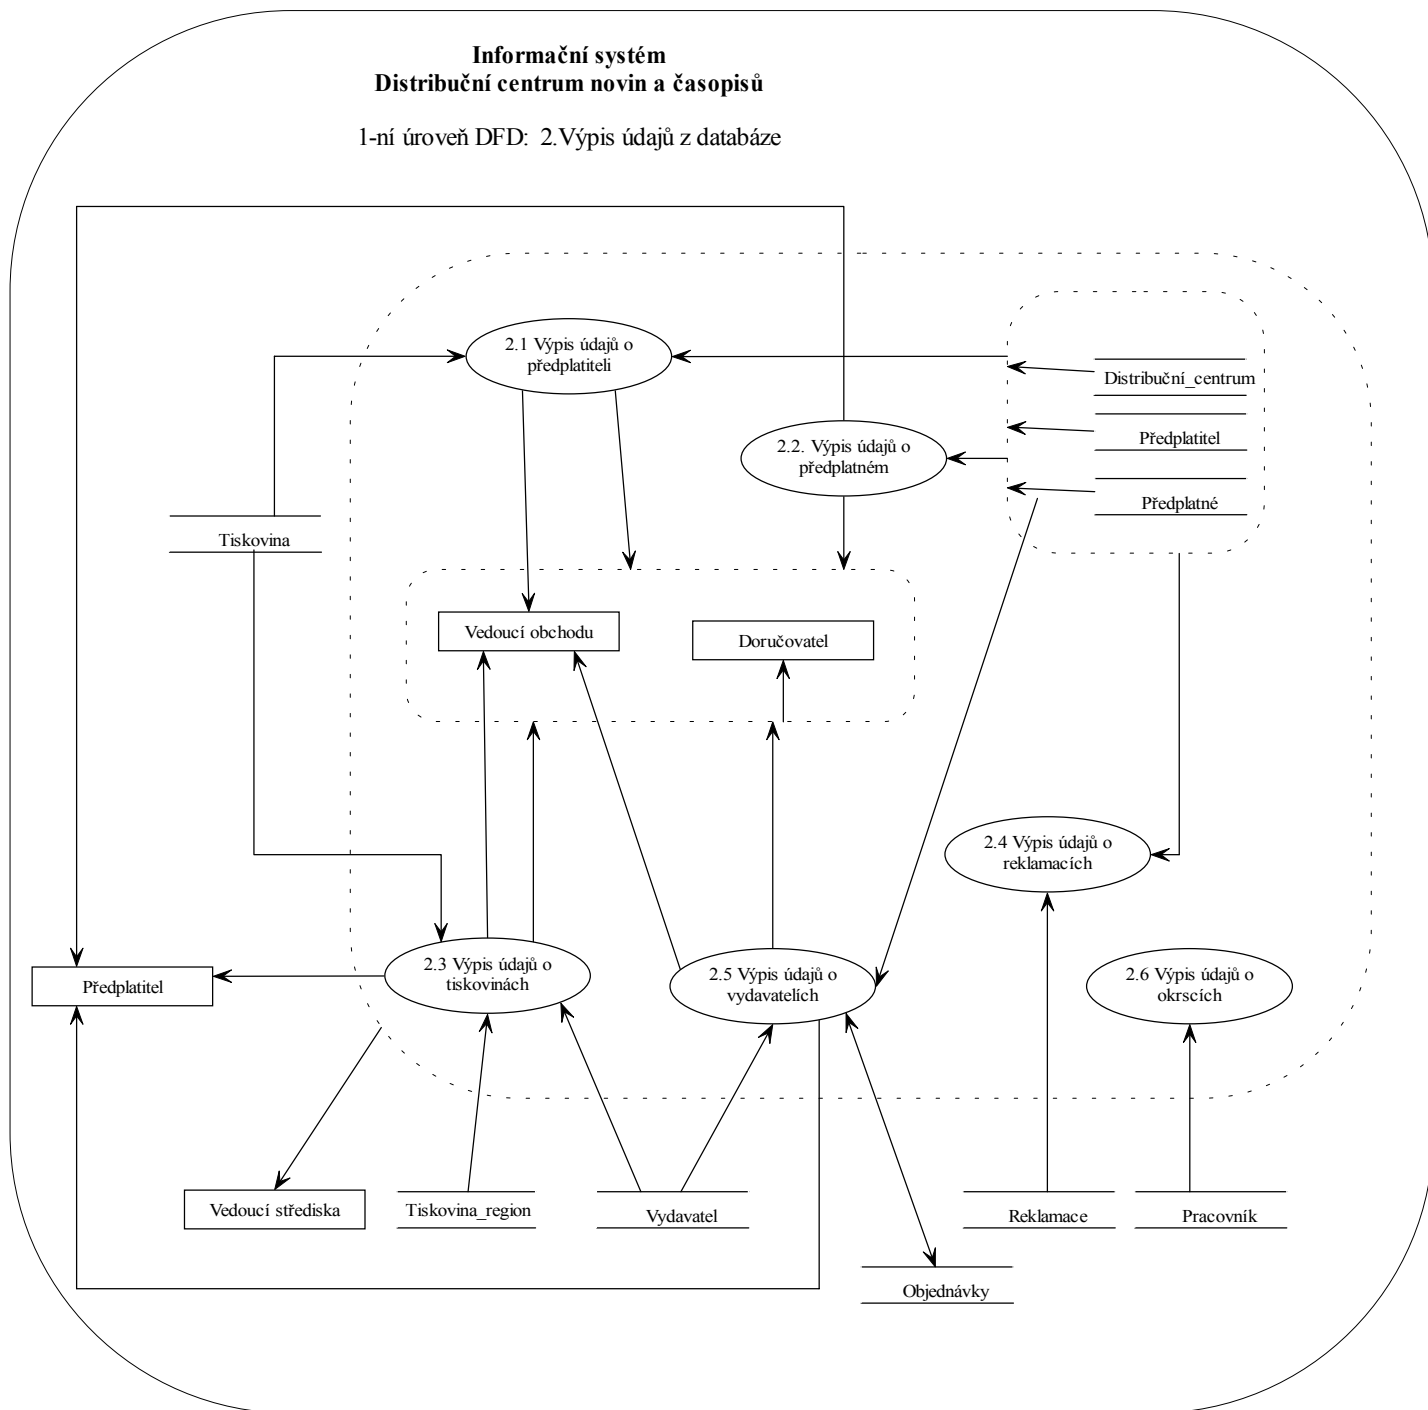 Informační systém
Distribuční centrum novin a časopisů
1-ní úroveň DFD: 2.Výpis údajů z databáze
2.1 Výpis údajů o
předplatiteli
Distribuční_centrum
2.2. Výpis údajů o
předplatném
Předplatitel
Předplatné
Tiskovina
Vedoucí obchodu
Doručovatel
2.4 Výpis údajů o
reklamacích
2.3 Výpis údajů o
tiskovinách
2.5 Výpis údajů o
vydavatelích
2.6 Výpis údajů o
okrscích
Předplatitel
Vedoucí střediska
Tiskovina_region
Vydavatel
Reklamace
Pracovník
Objednávky